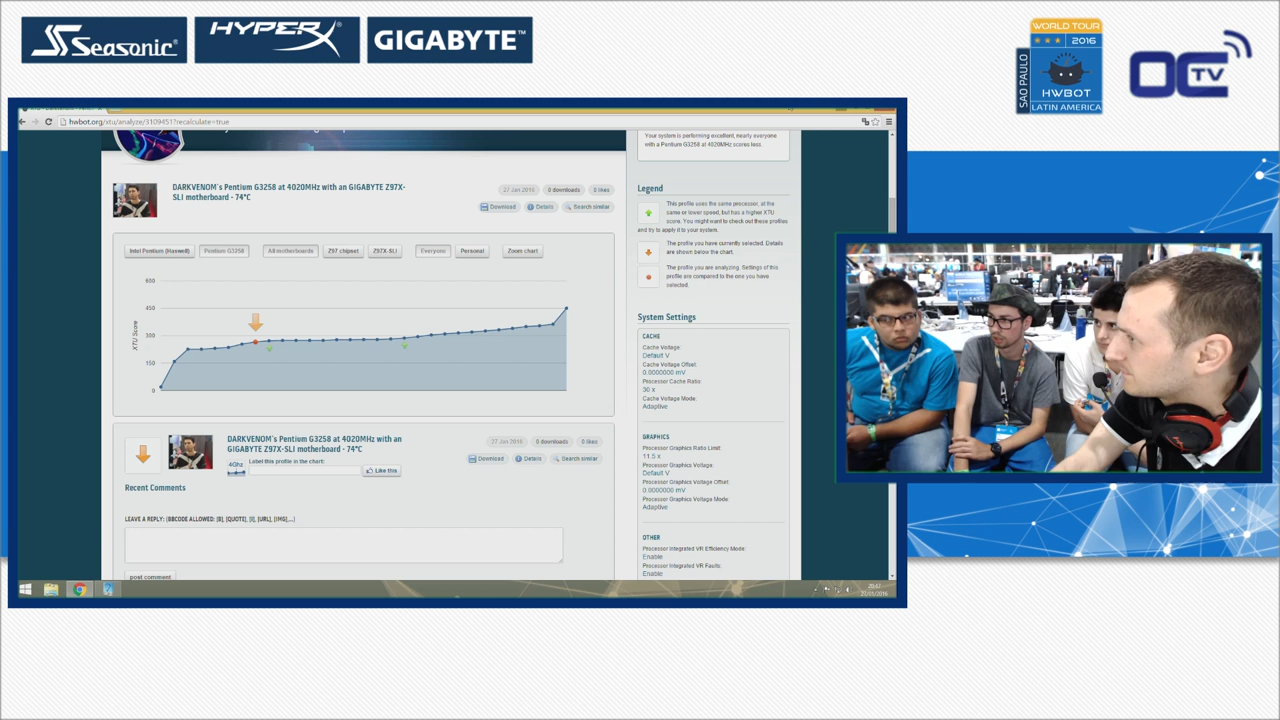 Seasonic®
HYPERX®
GIGABYTE™
WORLD TOUR
2016
SAO PAULO
HWBOT
LATIN AMERICA
OC TV
hwbot.org/xtu/analyze/3109451?recalculate=true
Your system is performing excellent, nearly everyone
with a Pentium G3258 at 4020MHz scores less.
DARKVENOM's Pentium G3258 at 4020MHz with an GIGABYTE Z97X-
SLI motherboard - 74°C
27 Jan 2016
0 downloads
0 likes
Download
Details
Search similar
Intel Pentium (Haswell)
Pentium G3258
All motherboards
Z97 chipset
Z97X-SLI
Everyone
Personal
Zoom chart
600
450
300
150
0
XTU Score
DARKVENOM's Pentium G3258 at 4020MHz with an
GIGABYTE Z97X-SLI motherboard - 74°C
27 Jan 2016
0 downloads
0 likes
4Ghz
Label this profile in the chart:
Like this
Download
Details
Search similar
Recent Comments
LEAVE A REPLY: (BBCODE ALLOWED: [B], [QUOTE], [I], [URL], [IMG],...)
post comment
Legend
This profile uses the same processor, at the
same or lower speed, but has a higher XTU
score. You might want to check out these profiles
and try to apply it to your system.
The profile you have currently selected. Details
are shown below the chart.
The profile you are analyzing. Settings of this
profile are compared to the one you have
selected.
System Settings
CACHE
Cache Voltage:
Default V
Cache Voltage Offset:
0.0000000 mV
Processor Cache Ratio:
30 x
Cache Voltage Mode:
Adaptive
GRAPHICS
Processor Graphics Ratio Limit:
11.5 x
Processor Graphics Voltage:
Default V
Processor Graphics Voltage Offset:
0.0000000 mV
Processor Graphics Voltage Mode:
Adaptive
OTHER
Processor Integrated VR Efficiency Mode:
Enable
Processor Integrated VR Faults:
Enable
20:47
27/01/2016